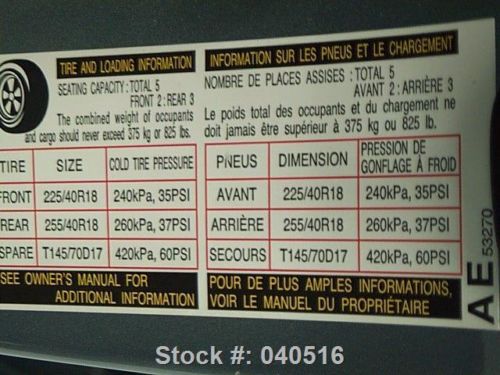 TIRE AND LOADING INFORMATION
SEATING CAPACITY: TOTAL 5
FRONT 2 : REAR 3
The combined weight of occupants
and cargo should never exceed 375 kg or 825 lbs.
TIRE SIZE COLD TIRE PRESSURE
FRONT 225/40R18 240kPa, 35PSI
REAR 255/40R18 260kPa, 37PSI
SPARE T145/70D17 420kPa, 60PSI
SEE OWNER'S MANUAL FOR
ADDITIONAL INFORMATION
INFORMATION SUR LES PNEUS ET LE CHARGEMENT
NOMBRE DE PLACES ASSISES : TOTAL 5
AVANT 2 : ARRIÈRE 3
Le poids total des occupants et du chargement ne
doit jamais être supérieur à 375 kg ou 825 lb.
PNEUS DIMENSION PRESSION DE
GONFLAGE À FROID
AVANT 225/40R18 240kPa, 35PSI
ARRIÈRE 255/40R18 260kPa, 37PSI
SECOURS T145/70D17 420kPa, 60PSI
POUR DE PLUS AMPLES INFORMATIONS,
VOIR LE MANUEL DU PROPRIÉTAIRE
AE 53270
Stock #: 040516